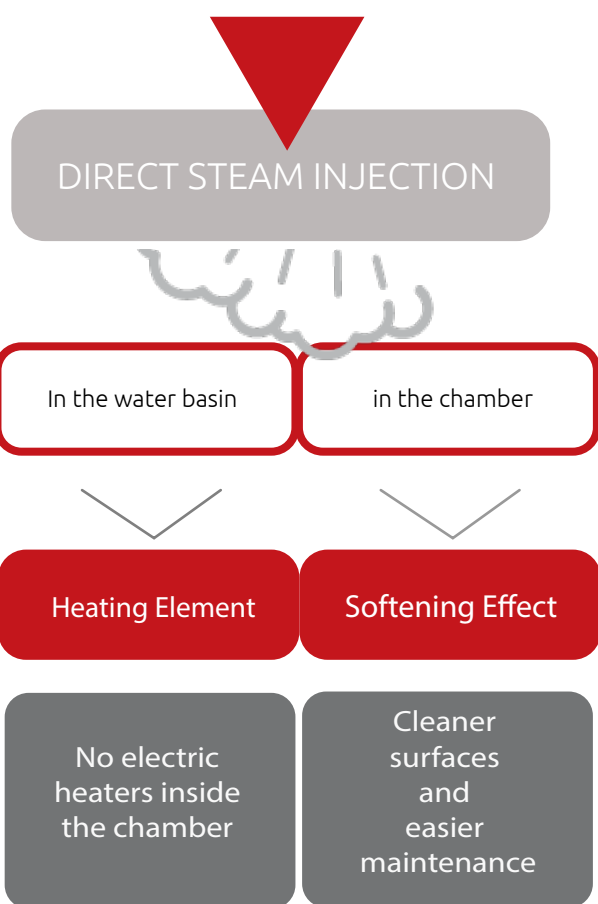 DIRECT STEAM INJECTION
In the water basin
in the chamber
Heating Element
Softening Effect
No electric
heaters inside
the chamber
Cleaner
surfaces
and
easier
maintenance